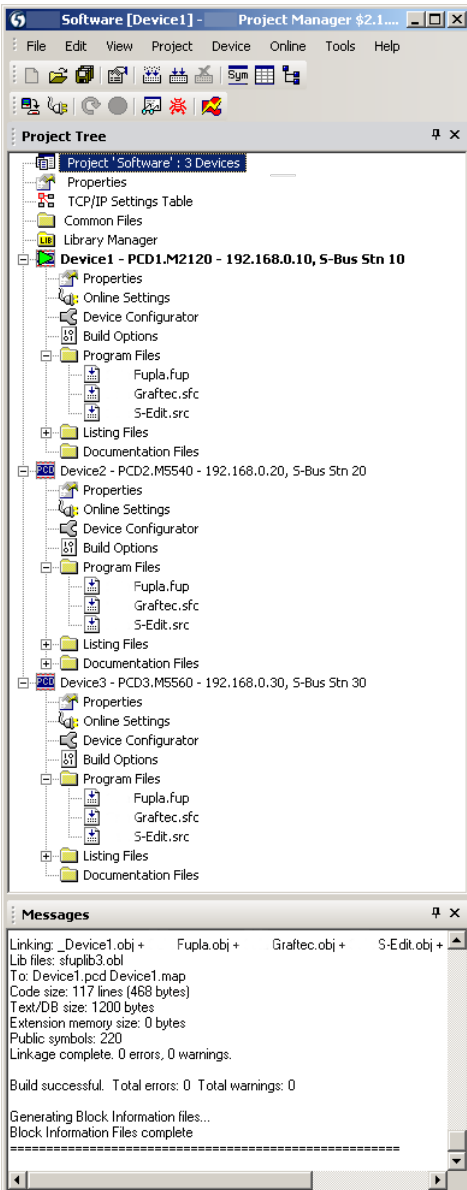 Software [Device1] - Project Manager $2.1....
File Edit View Project Device Online Tools Help
Sym
Project Tree
Project 'Software' : 3 Devices
Properties
TCP/IP Settings Table
Common Files
LIB Library Manager
Device1 - PCD1.M2120 - 192.168.0.10, S-Bus Stn 10
Properties
Online Settings
Device Configurator
Build Options
Program Files
Fupla.fup
Graftec.sfc
S-Edit.src
Listing Files
Documentation Files
PCD Device2 - PCD2.M5540 - 192.168.0.20, S-Bus Stn 20
Properties
Online Settings
Device Configurator
Build Options
Program Files
Fupla.fup
Graftec.sfc
S-Edit.src
Listing Files
Documentation Files
PCD Device3 - PCD3.M5560 - 192.168.0.30, S-Bus Stn 30
Properties
Online Settings
Device Configurator
Build Options
Program Files
Fupla.fup
Graftec.sfc
S-Edit.src
Listing Files
Documentation Files
Messages
Linking: _Device1.obj + Fupla.obj + Graftec.obj + S-Edit.obj +
Lib files: sfuplib3.obl
To: Device1.pcd Device1.map
Code size: 117 lines (468 bytes)
Text/DB size: 1200 bytes
Extension memory size: 0 bytes
Public symbols: 220
Linkage complete. 0 errors, 0 warnings.
Build successful. Total errors: 0 Total warnings: 0
Generating Block Information files...
Block Information Files complete
=======================================================